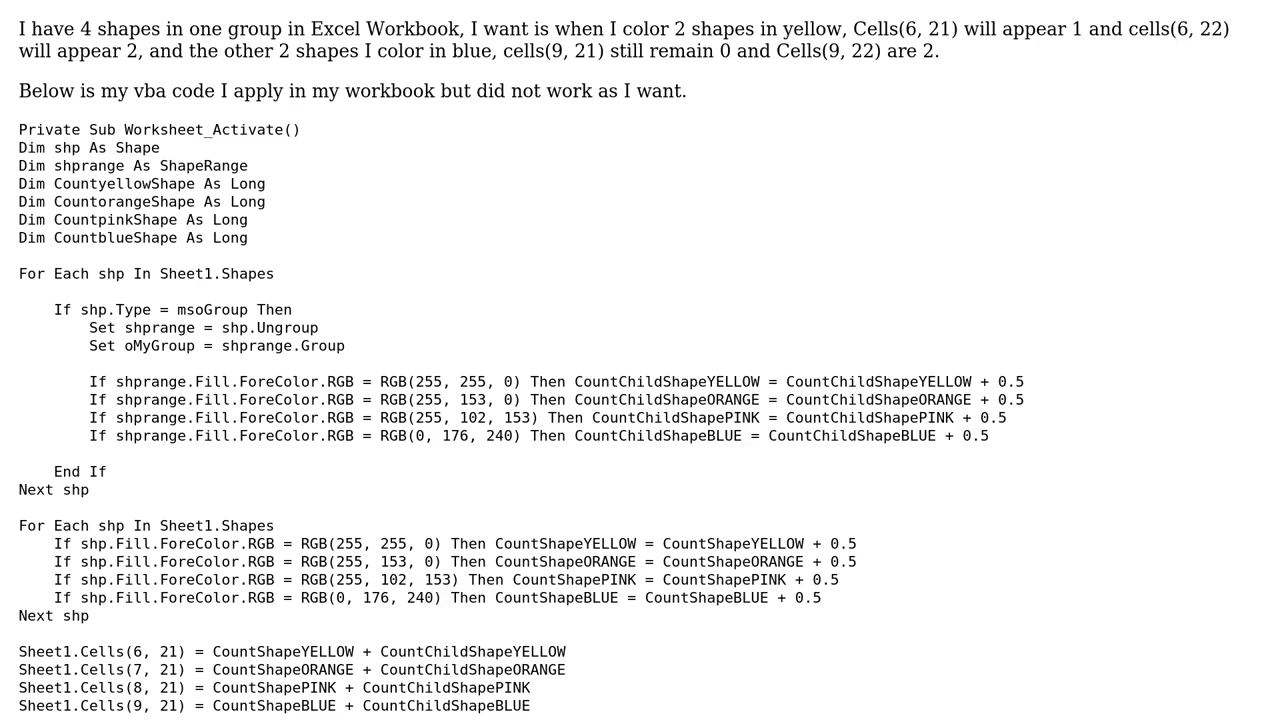 I have 4 shapes in one group in Excel Workbook, I want is when I color 2 shapes in yellow, Cells(6, 21) will appear 1 and cells(6, 22)
will appear 2, and the other 2 shapes I color in blue, cells(9, 21) still remain 0 and Cells(9, 22) are 2.
Below is my vba code I apply in my workbook but did not work as I want.
Private Sub Worksheet_Activate()
Dim shp As Shape
Dim shprange As ShapeRange
Dim CountyellowShape As Long
Dim CountorangeShape As Long
Dim CountpinkShape As Long
Dim CountblueShape As Long
For Each shp In Sheet1.Shapes
If shp.Type = msoGroup Then
Set shprange = shp.Ungroup
Set oMyGroup = shprange.Group
If shprange.Fill.ForeColor.RGB = RGB(255, 255, 0) Then CountChildShapeYELLOW = CountChildShapeYELLOW + 0.5
If shprange.Fill.ForeColor.RGB = RGB(255, 153, 0) Then CountChildShapeORANGE = CountChildShapeORANGE + 0.5
If shprange.Fill.ForeColor.RGB = RGB(255, 102, 153) Then CountChildShapePINK = CountChildShapePINK + 0.5
If shprange.Fill.ForeColor.RGB = RGB(0, 176, 240) Then CountChildShapeBLUE = CountChildShapeBLUE + 0.5
End If
Next shp
For Each shp In Sheet1.Shapes
If shp.Fill.ForeColor.RGB = RGB(255, 255, 0) Then CountShapeYELLOW = CountShapeYELLOW + 0.5
If shp.Fill.ForeColor.RGB = RGB(255, 153, 0) Then CountShapeORANGE = CountShapeORANGE + 0.5
If shp.Fill.ForeColor.RGB = RGB(255, 102, 153) Then CountShapePINK = CountShapePINK + 0.5
If shp.Fill.ForeColor.RGB = RGB(0, 176, 240) Then CountShapeBLUE = CountShapeBLUE + 0.5
Next shp
Sheet1.Cells(6, 21) = CountShapeYELLOW + CountChildShapeYELLOW
Sheet1.Cells(7, 21) = CountShapeORANGE + CountChildShapeORANGE
Sheet1.Cells(8, 21) = CountShapePINK + CountChildShapePINK
Sheet1.Cells(9, 21) = CountShapeBLUE + CountChildShapeBLUE